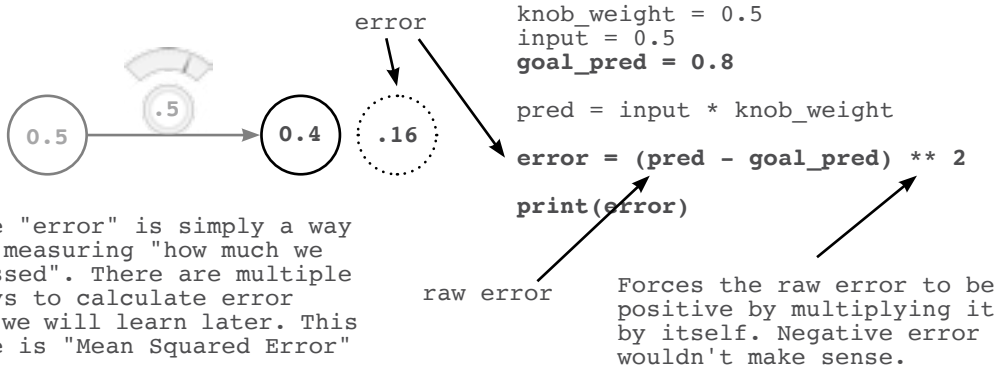 error
.5
0.5
0.4
.16
knob_weight = 0.5
input = 0.5
goal_pred = 0.8
pred = input * knob_weight
error = (pred - goal_pred) ** 2
print(error)
"error" is simply a way
measuring "how much we
There are multiple
to calculate error
we will learn later. This
is "Mean Squared Error"
raw error
Forces the raw error to be
positive by multiplying it
by itself. Negative error
wouldn't make sense.